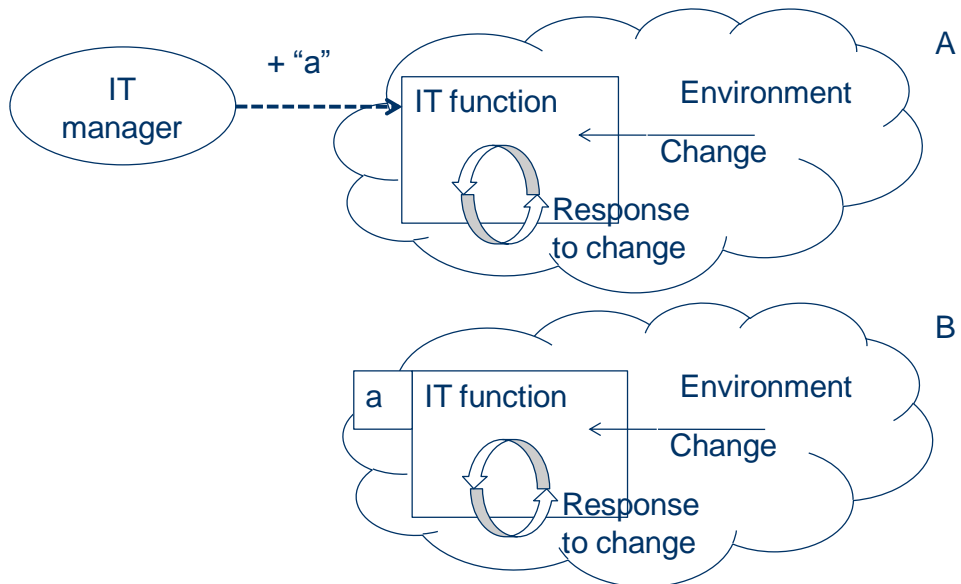 A
+ “a”
IT
manager
IT function
Environment
Change
Response
to change
B
a
IT function
Environment
Change
Response
to change